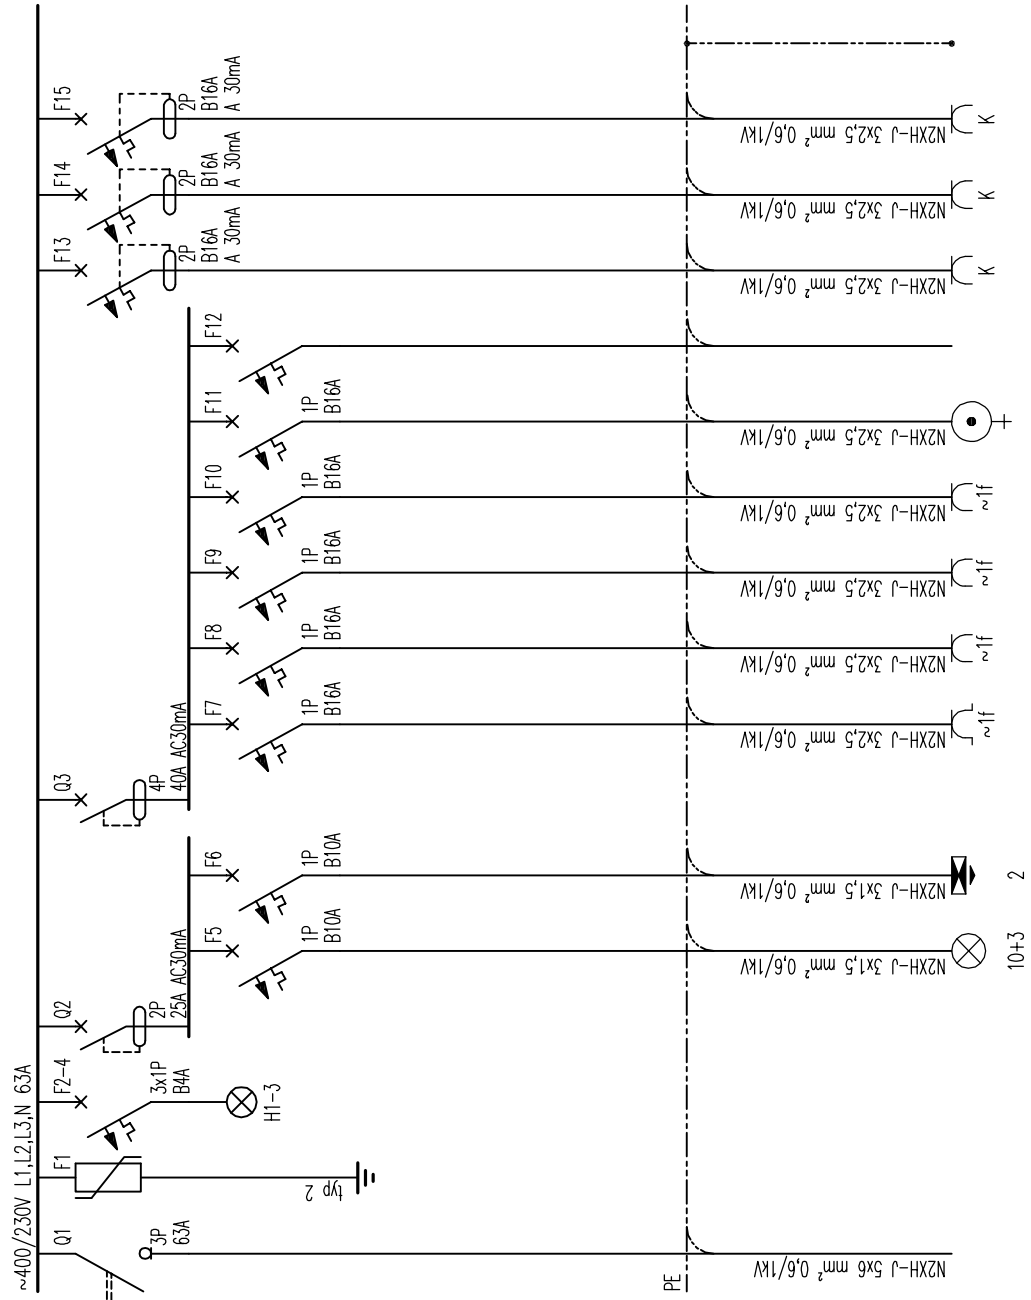 ~400/230V L1,L2,L3,N 63A
Q1
3P
63A
N2XH-J 5x6 mm² 0,6/1kV
PE
F1
typ 2
F2-4
3x1P
B4A
H1-3
Q2
2P
25A AC30mA
F5
1P
B10A
N2XH-J 3x1,5 mm² 0,6/1kV
10+3
F6
1P
B10A
N2XH-J 3x1,5 mm² 0,6/1kV
2
Q3
4P
40A AC30mA
F7
1P
B16A
N2XH-J 3x2,5 mm² 0,6/1kV
~1f
F8
1P
B16A
N2XH-J 3x2,5 mm² 0,6/1kV
~1f
F9
1P
B16A
N2XH-J 3x2,5 mm² 0,6/1kV
~1f
F10
1P
B16A
N2XH-J 3x2,5 mm² 0,6/1kV
~1f
F11
1P
B16A
N2XH-J 3x2,5 mm² 0,6/1kV
F12
F13
2P
B16A
A 30mA
N2XH-J 3x2,5 mm² 0,6/1kV
K
F14
2P
B16A
A 30mA
N2XH-J 3x2,5 mm² 0,6/1kV
K
F15
2P
B16A
A 30mA
N2XH-J 3x2,5 mm² 0,6/1kV
K